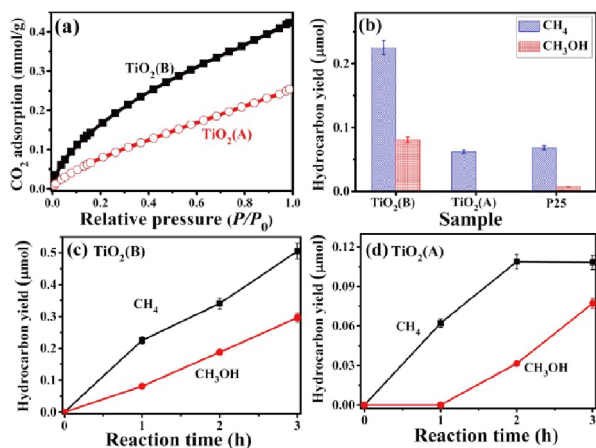 (a)
CO2 adsorption (mmol/g)
0.4
0.3
0.2
0.1
0.0
TiO2(B)
TiO2(A)
0.0 0.2 0.4 0.6 0.8 1.0
Relative pressure (P/P0)
(b)
Hydrocarbon yield (μmol)
0.3
0.2
0.1
0.0
CH4
CH3OH
TiO2(B) TiO2(A) P25
Sample
(c) TiO2(B)
Hydrocarbon yield (μmol)
0.5
0.4
0.3
0.2
0.1
0.0
CH4
CH3OH
0 1 2 3
Reaction time (h)
(d) TiO2(A)
Hydrocarbon yield (μmol)
0.12
0.09
0.06
0.03
0.00
CH4
CH3OH
0 1 2 3
Reaction time (h)